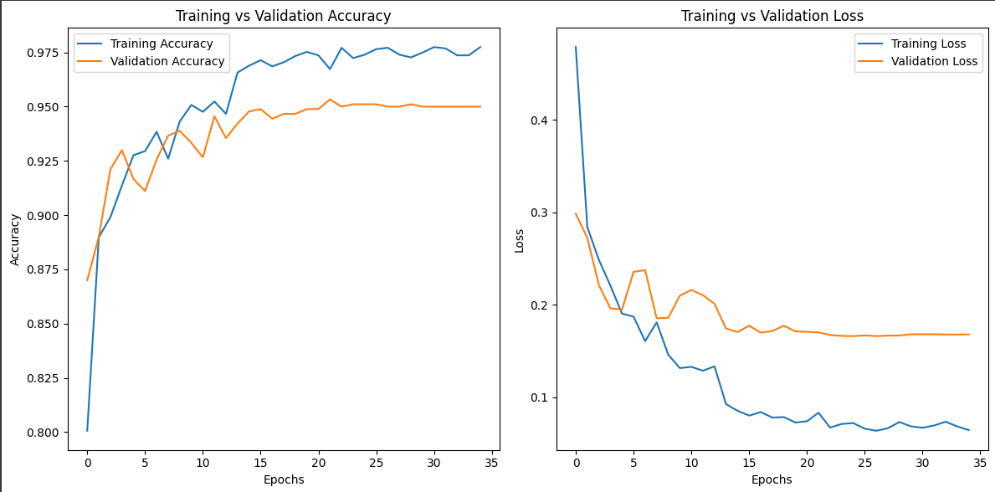 Training vs Validation Accuracy
Training Accuracy
Validation Accuracy
0.975
0.950
0.925
0.900
0.875
0.850
0.825
0.800
Accuracy
0 5 10 15 20 25 30 35
Epochs
Training vs Validation Loss
Training Loss
Validation Loss
0.4
0.3
0.2
0.1
Loss
0 5 10 15 20 25 30 35
Epochs